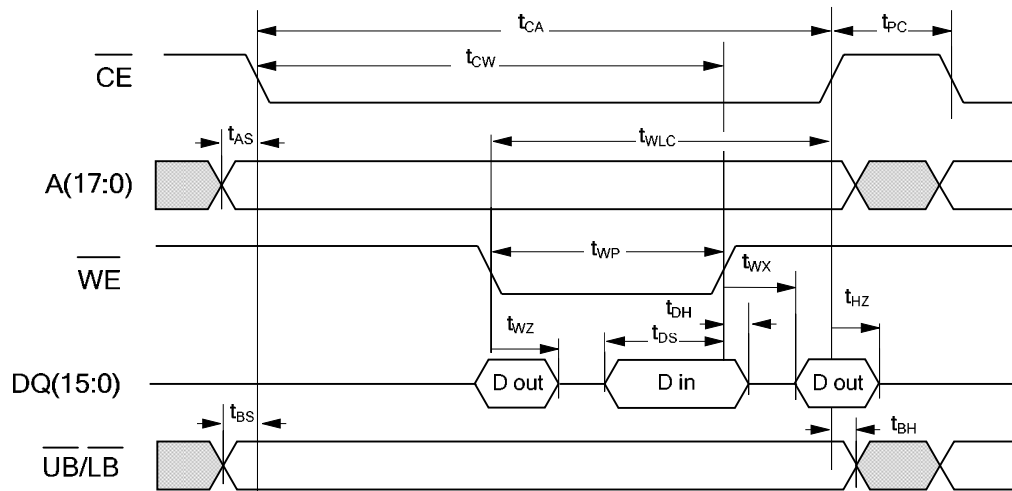 tCA
tPC
CE
tCW
tAS
tWLC
A(17:0)
WE
tWP
tWX
tDH
tHZ
tWZ
tDS
DQ(15:0)
D out
D in
D out
tBS
tBH
UB/LB